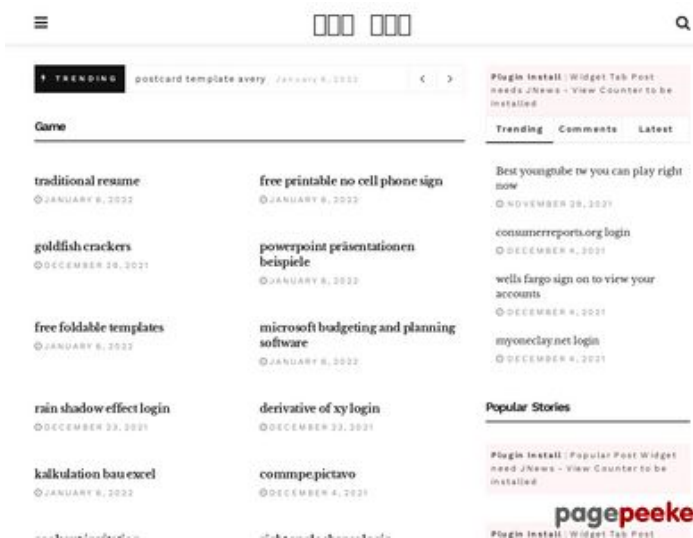 TRENDING postcard template avery January 6, 2022
Plugin Install : Widget Tab Post
needs JNews - View Counter to be
installed
Game
Trending Comments Latest
traditional resume
JANUARY 6, 2022
free printable no cell phone sign
JANUARY 6, 2022
goldfish crackers
DECEMBER 28, 2021
powerpoint präsentationen
beispiele
JANUARY 6, 2022
free foldable templates
JANUARY 6, 2022
microsoft budgeting and planning
software
JANUARY 6, 2022
rain shadow effect login
DECEMBER 23, 2021
derivative of xy login
DECEMBER 23, 2021
kalkulation bau excel
JANUARY 6, 2022
commpe.pictavo
DECEMBER 4, 2021
Best youngtube tw you can play right
now
NOVEMBER 28, 2021
consumerreports.org login
DECEMBER 4, 2021
wells fargo sign on to view your
accounts
DECEMBER 4, 2021
myoneclay.net login
DECEMBER 4, 2021
Popular Stories
Plugin Install : Popular Post Widget
need JNews - View Counter to be
installed
pagepeeke
Plugin Install : Widget Tab Post